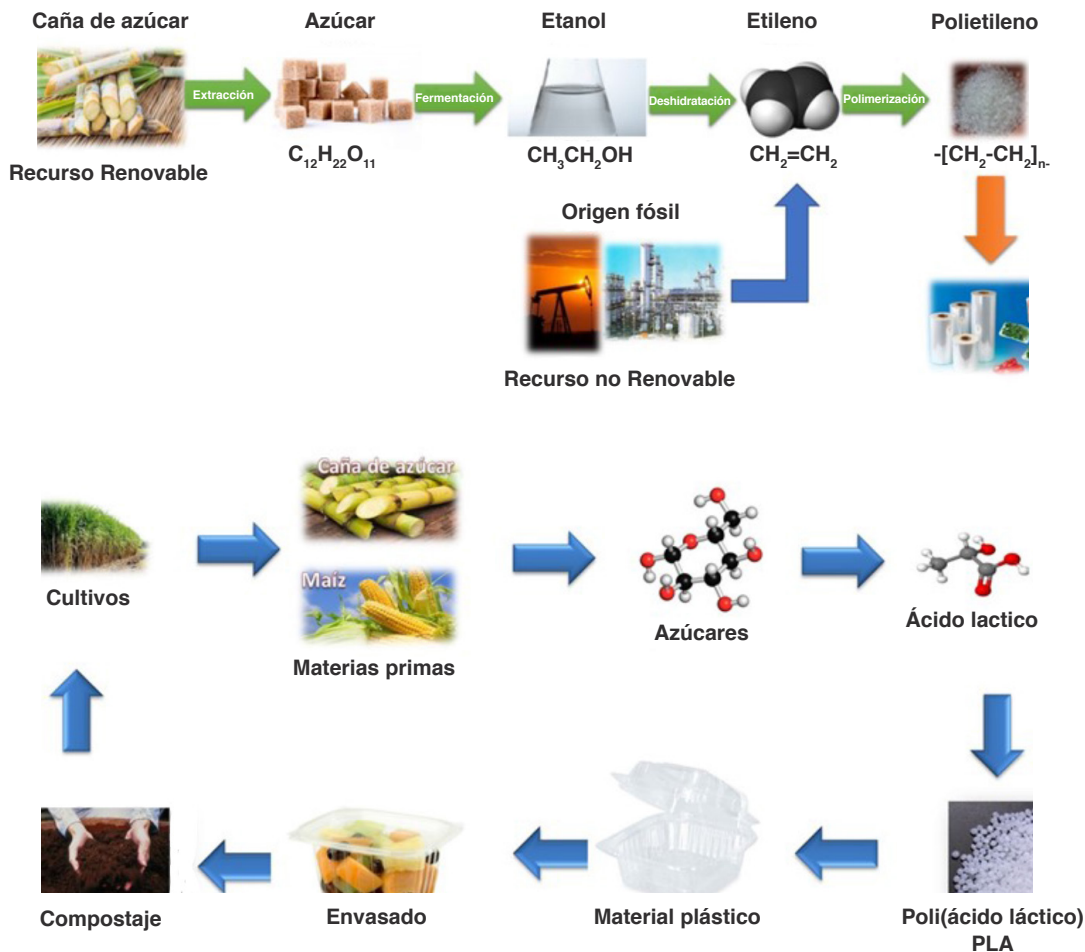 Caña de azúcar
Azúcar
Etanol
Etileno
Polietileno
Extracción
Fermentación
Deshidratación
Polimerización
Recurso Renovable
C₁₂H₂₂O₁₁
CH₃CH₂OH
CH₂=CH₂
-[CH₂-CH₂]ₙ-
Origen fósil
Recurso no Renovable
Caña de azúcar
Maíz
Cultivos
Materias primas
Azúcares
Ácido lactico
Compostaje
Envasado
Material plástico
Poli(ácido láctico)
PLA